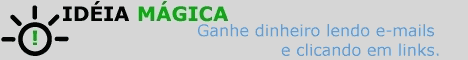 IDÉIA MÁGICA
Ganhe dinheiro lendo e-mails
e clicando em links.
!